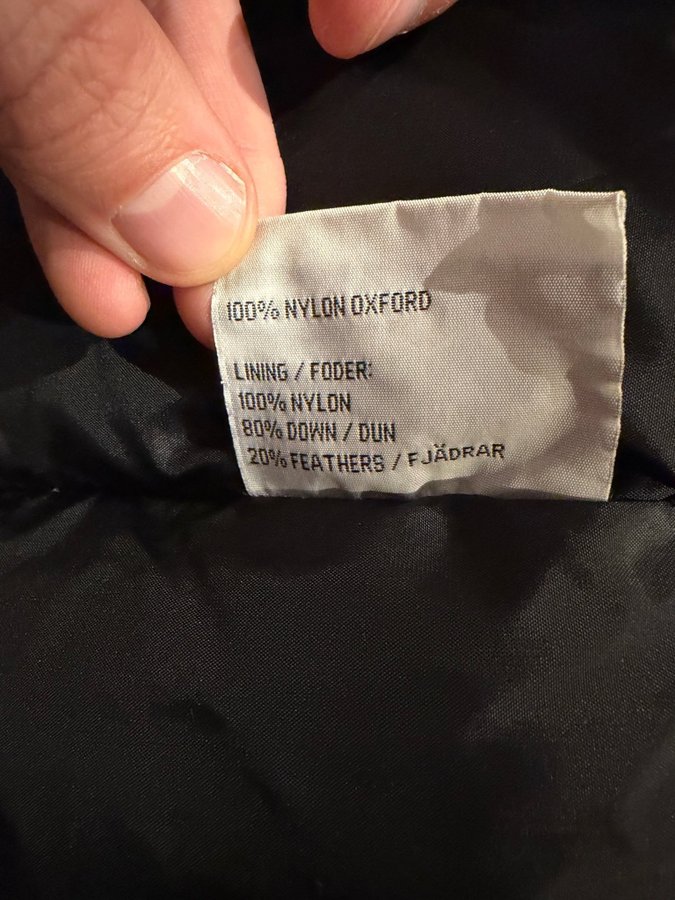 100% NYLON OXFORD
LINING / FODER:
100% NYLON
80% DOWN / DUN
20% FEATHERS / FJÄDRAR